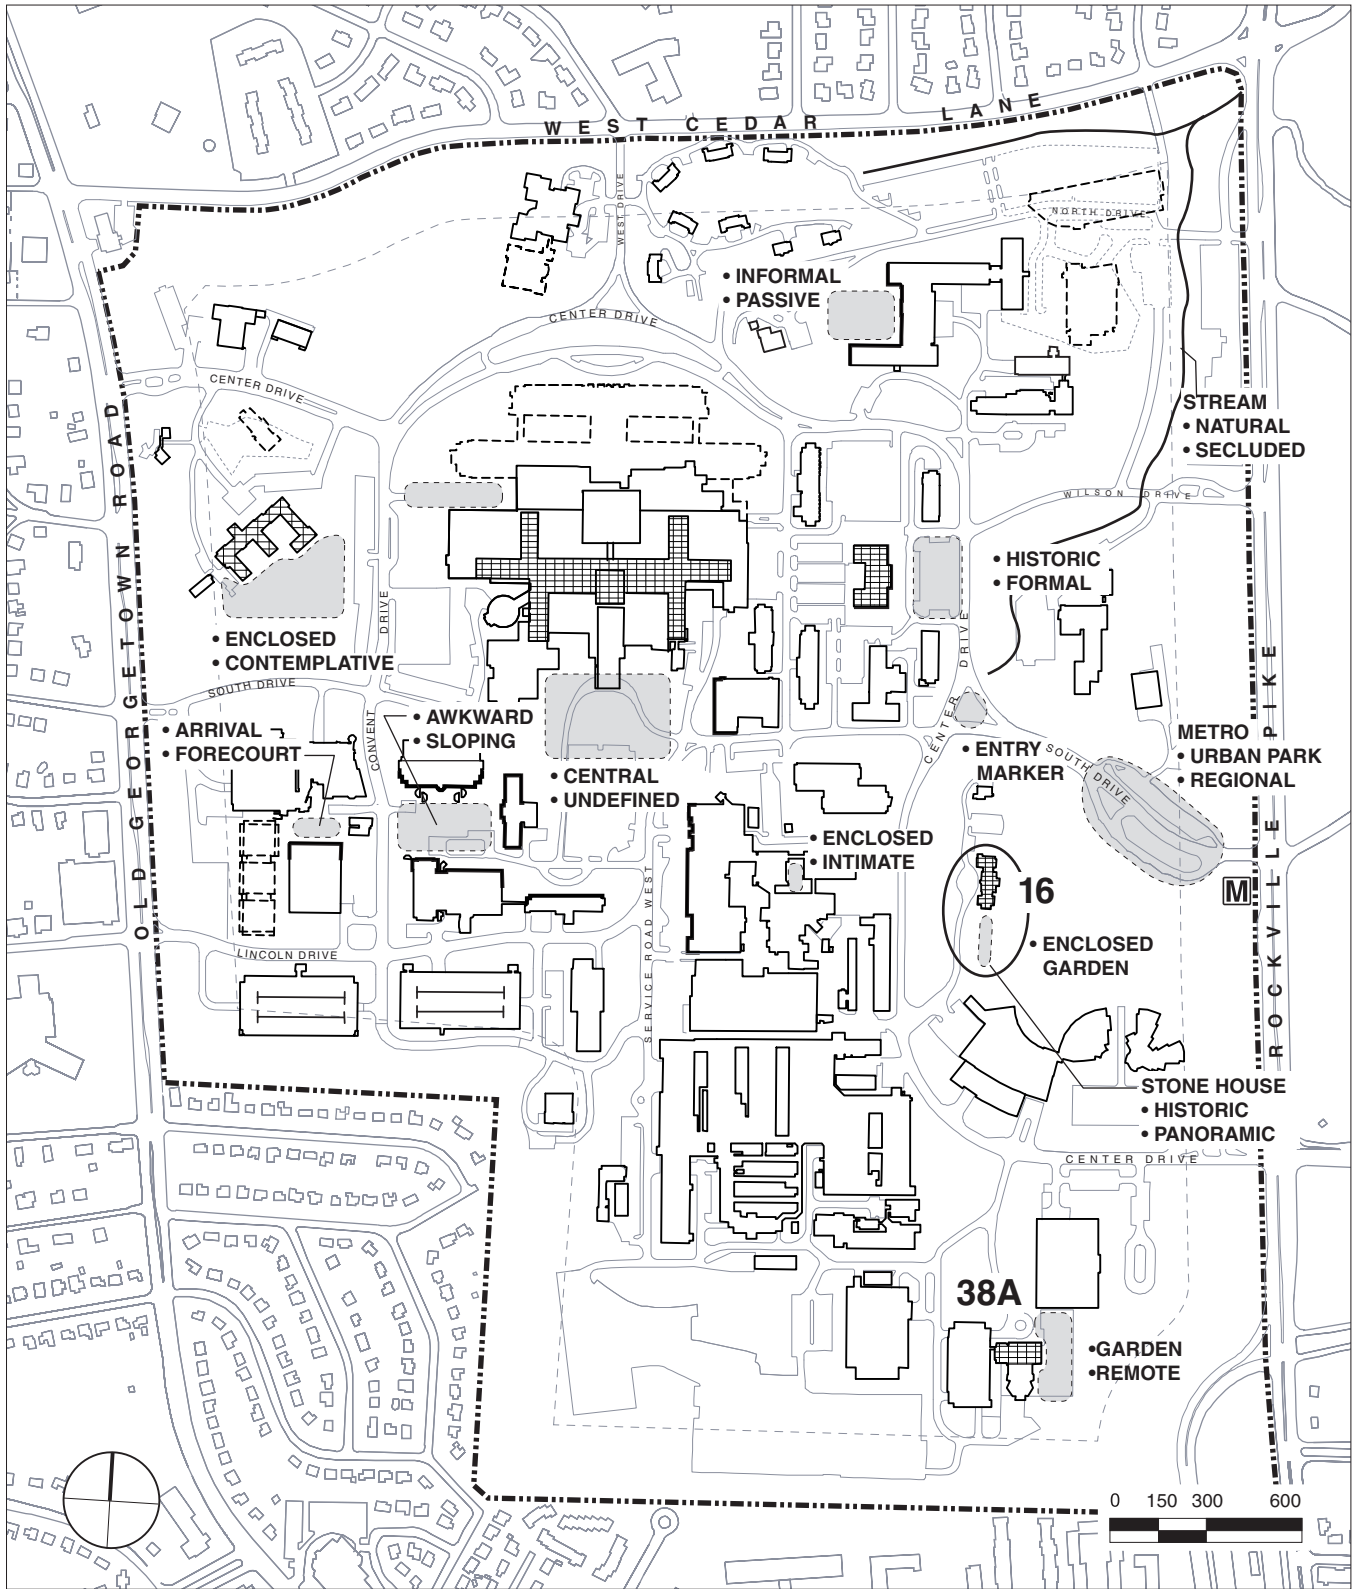 WEST CEDAR LANE
WEST DRIVE
NORTH DRIVE
• INFORMAL
• PASSIVE
CENTER DRIVE
CENTER DRIVE
STREAM
• NATURAL
• SECLUDED
OLD GEORGETOWN ROAD
WILSON DRIVE
• HISTORIC
• FORMAL
• ENCLOSED
• CONTEMPLATIVE
CONVENT DRIVE
SOUTH DRIVE
• ARRIVAL
• FORECOURT
• AWKWARD
• SLOPING
• CENTRAL
• UNDEFINED
CENTER DRIVE
• ENTRY
MARKER
SOUTH DRIVE
METRO
• URBAN PARK
• REGIONAL
ROCKVILLE PIKE
• ENCLOSED
• INTIMATE
16
M
• ENCLOSED
GARDEN
LINCOLN DRIVE
SERVICE ROAD WEST
STONE HOUSE
• HISTORIC
• PANORAMIC
CENTER DRIVE
38A
•GARDEN
•REMOTE
0 150 300 600